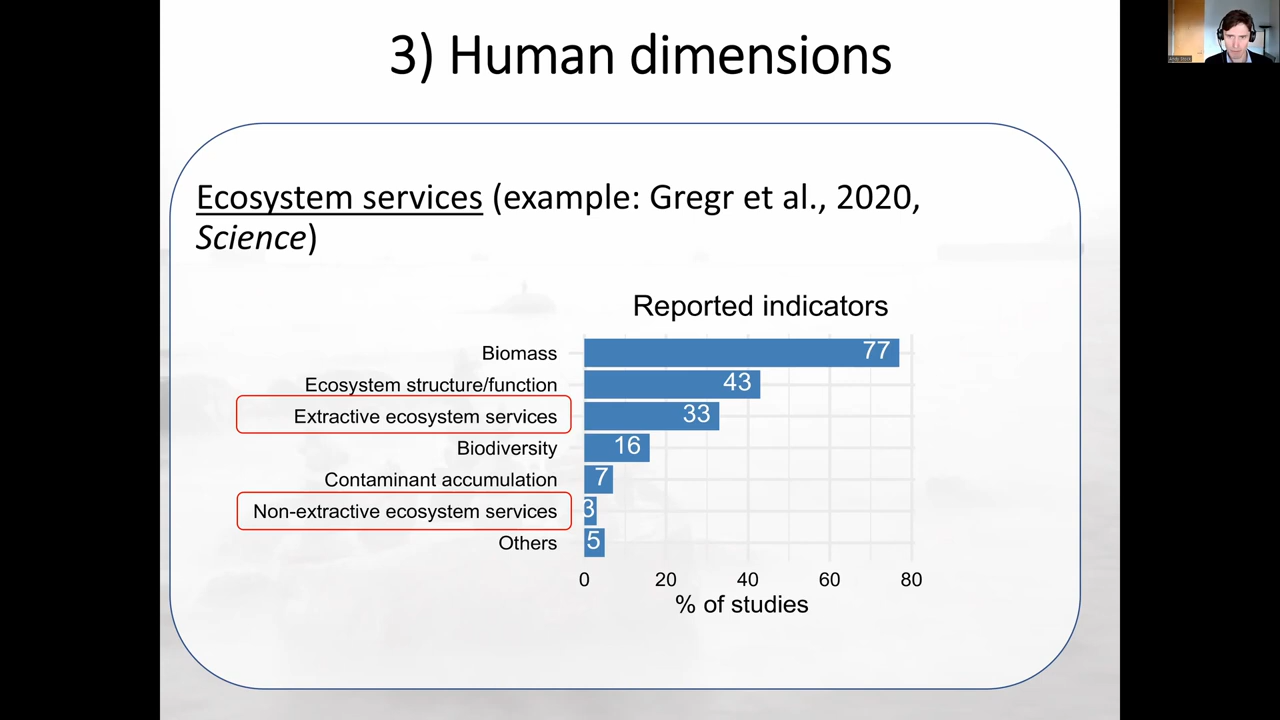 3) Human dimensions
Ecosystem services (example: Gregr et al., 2020,
Science)
Reported indicators
Biomass 77
Ecosystem structure/function 43
Extractive ecosystem services 33
Biodiversity 16
Contaminant accumulation 7
Non-extractive ecosystem services 3
Others 5
0 20 40 60 80
% of studies